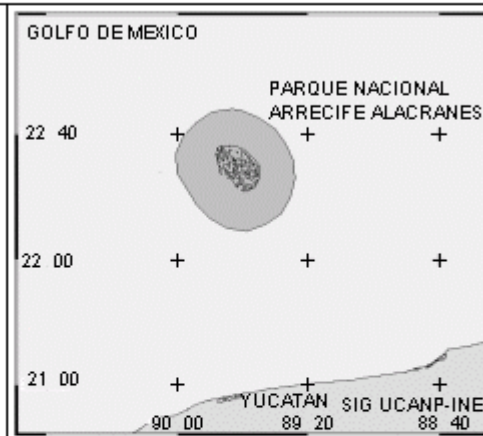 GOLFO DE MEXICO
PARQUE NACIONAL
ARRECIFE ALACRANES
22 40
22 00
21 00
YUCATAN SIG UCANP-INE
90 00 89 20 88 40